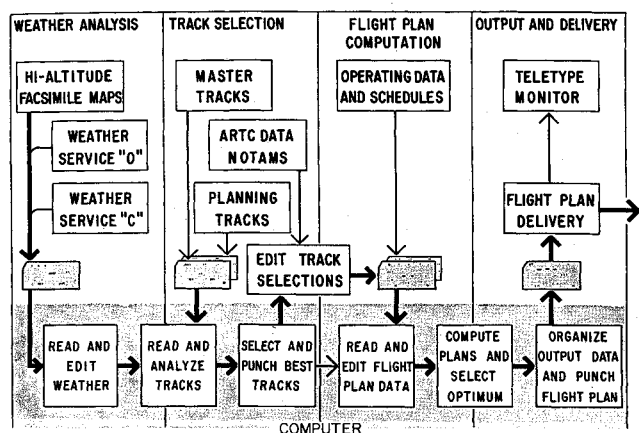 WEATHER ANALYSIS
TRACK SELECTION
FLIGHT PLAN
COMPUTATION
OUTPUT AND DELIVERY
HI-ALTITUDE
FACSIMILE MAPS
WEATHER
SERVICE "O"
WEATHER
SERVICE "C"
MASTER
TRACKS
ARTC DATA
NOTAMS
PLANNING
TRACKS
EDIT TRACK
SELECTIONS
OPERATING DATA
AND SCHEDULES
TELETYPE
MONITOR
FLIGHT PLAN
DELIVERY
READ AND
EDIT
WEATHER
READ AND
ANALYZE
TRACKS
SELECT AND
PUNCH BEST
TRACKS
READ AND
EDIT FLIGHT
PLAN DATA
COMPUTE
PLANS AND
SELECT
OPTIMUM
ORGANIZE
OUTPUT DATA
AND PUNCH
FLIGHT PLAN
COMPUTER